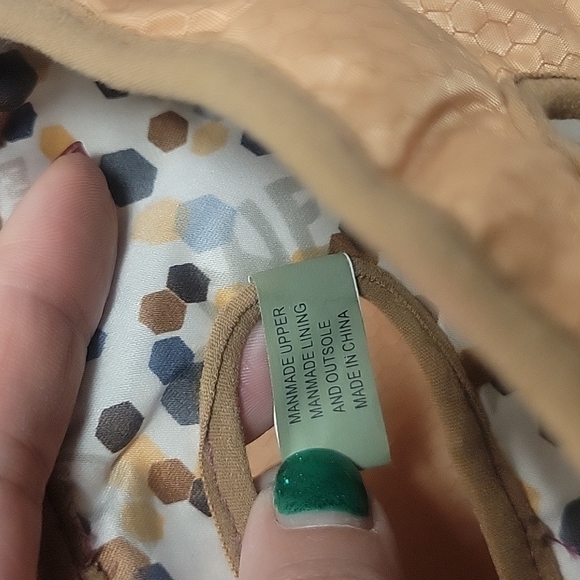 MANMADE UPPER
MANMADE LINING
AND OUTSOLE
MADE IN CHINA